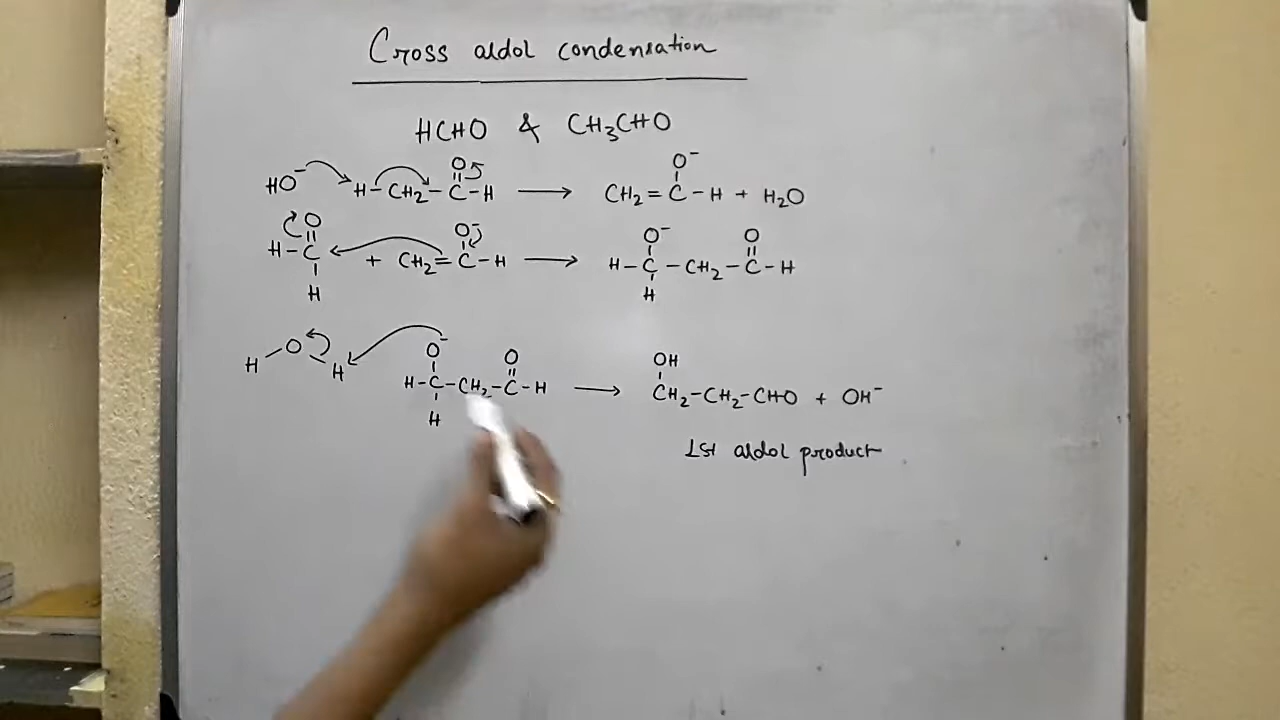 Cross aldol condensation
HCHO & CH₃CHO
HO⁻ H-CH₂-C(=O)-H ⟶ CH₂=C(O⁻)-H + H₂O
H-C(=O)(H) + CH₂=C(O⁻)-H ⟶ H-C(O⁻)(H)-CH₂-C(=O)-H
H-O-H H-C(O⁻)(H)-CH₂-C(=O)-H ⟶ CH₂(OH)-CH₂-CHO + OH⁻
1st aldol product